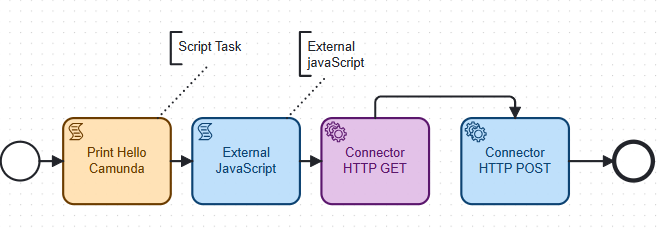 Script Task
External
javaScript
Print Hello
Camunda
External
JavaScript
Connector
HTTP GET
Connector
HTTP POST